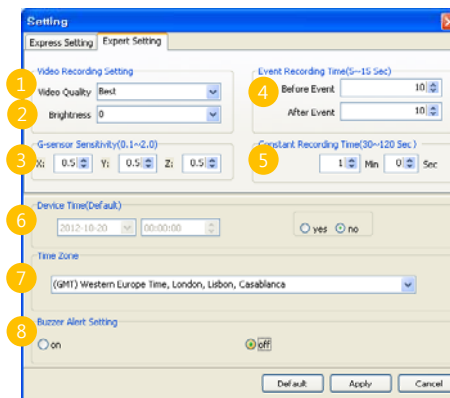 Setting
Express Setting Expert Setting
Video Recording Setting
1 Video Quality Best
2 Brightness 0
Event Recording Time(5~15 Sec)
4 Before Event 10
After Event 10
G-sensor Sensitivity(0.1~2.0)
3 X: 0.5 Y: 0.5 Z: 0.5
Constant Recording Time(30~120 Sec)
5 1 Min 0 Sec
Device Time(Default)
6 2012-10-20 00:00:00 yes no
Time Zone
7 (GMT) Western Europe Time, London, Lisbon, Casablanca
Buzzer Alert Setting
8 on off
Default Apply Cancel